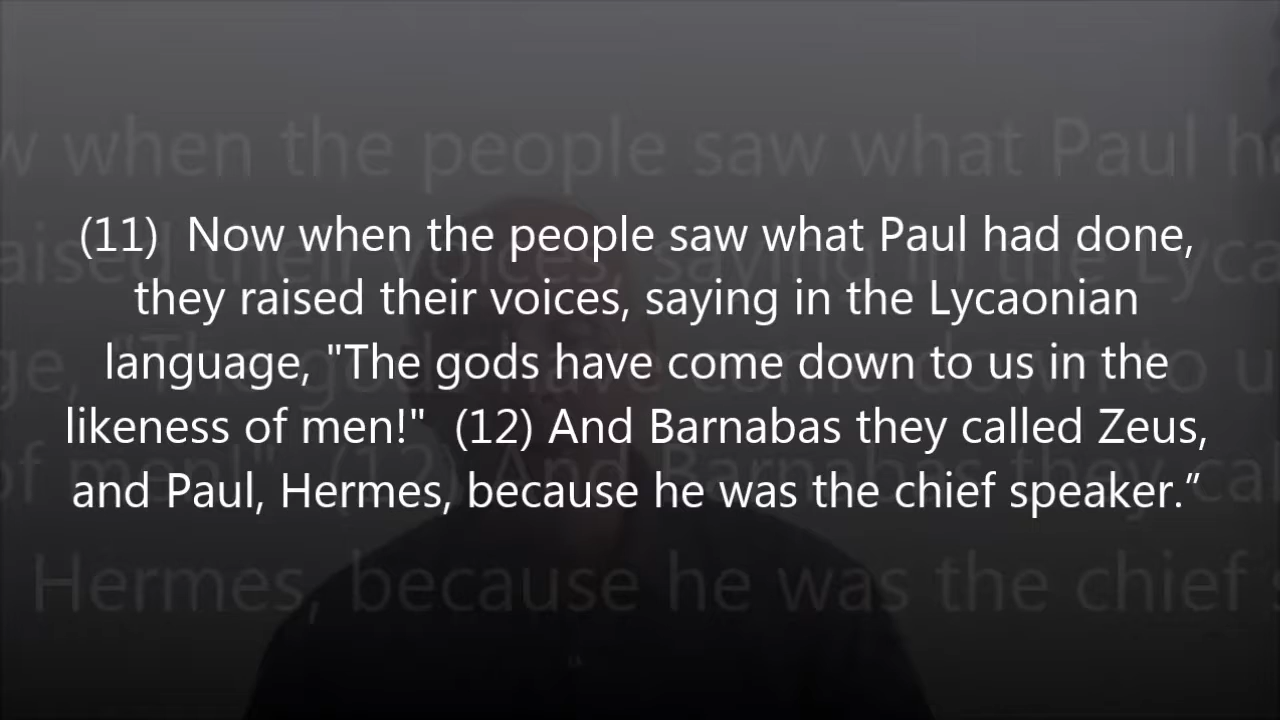 (11)  Now when the people saw what Paul had done,
they raised their voices, saying in the Lycaonian
language, "The gods have come down to us in the
likeness of men!"  (12) And Barnabas they called Zeus,
and Paul, Hermes, because he was the chief speaker.”